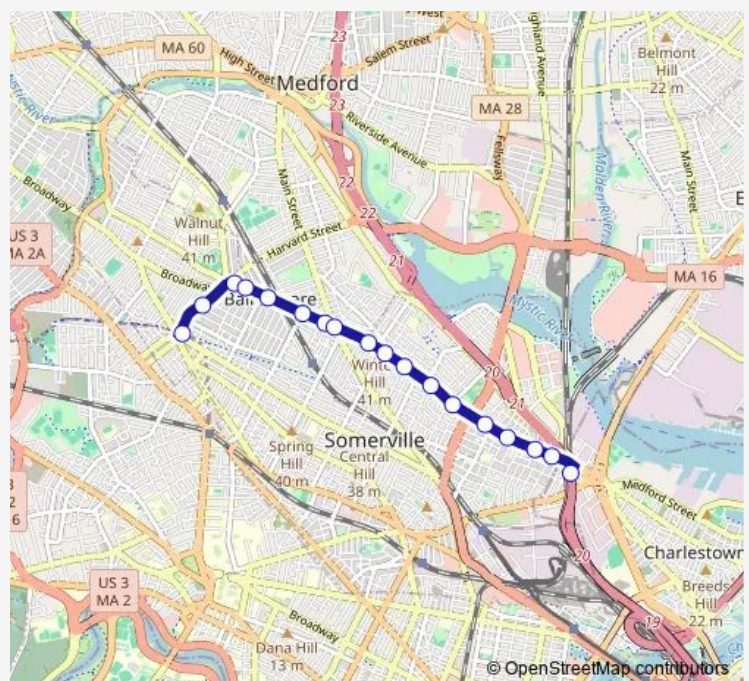 23
West
MA 60
High Street
Salem Street
Highland Avenue
Belmont
Hill
22 m
Medford
23
MA 28
Mystic River
Riverside Avenue
Fellsway
Malden River
Main Street
Broadway
Main Street
22
22
Walnut
Hill
41 m
Harvard Street
US 3
MA 2A
21
11
MA 16
Broadway
Mystic River
20
21
Winter
Hill
41 m
Somerville
Spring
Hill
40 m
Central
Hill
38 m
Medford Street
20
Charlestown
US 3
MA 2
Breeds
Hill
22 m
19
Broadway
Dana Hill
13 m
© OpenStreetMap contributors